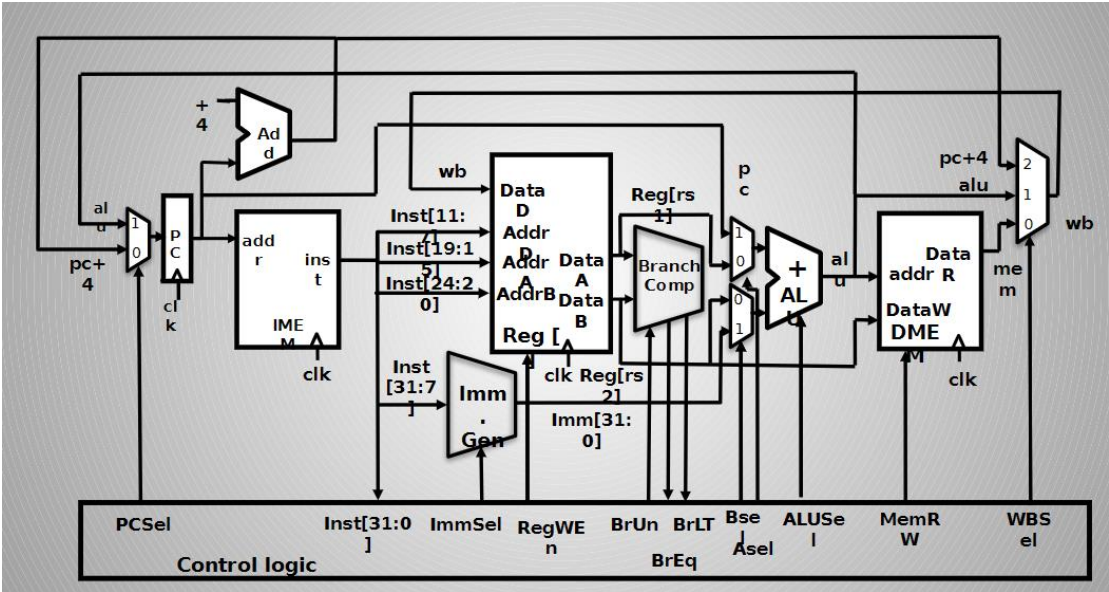 +
4
Ad
d
al
u
1
0
pc+
4
P
C
cl
k
add
r
ins
t
IME
M
clk
wb
Inst[11:
7]
Inst[19:1
5]
Inst[24:2
0]
Inst
[31:7
]
Data
D
Addr
D
Addr
A
AddrB
Data
A
Data
B
Reg [
]
clk
Imm
.
Gen
Reg[rs
1]
Reg[rs
2]
Imm[31:
0]
Branch
Comp
p
c
1
0
0
1
+
AL
U
al
u
addr
Data
R
DataW
DME
M
clk
pc+4
alu
me
m
2
1
0
wb
PCSel
Inst[31:0
]
ImmSel
RegWE
n
BrUn
BrLT
BrEq
Bse
l
Asel
ALUSe
l
MemR
W
WBS
el
Control logic